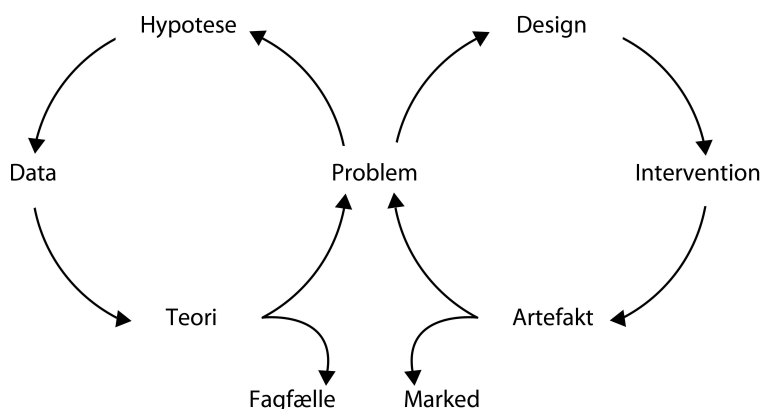 Hypotese
Design
Data
Problem
Intervention
Teori
Artefakt
Fagfælle
Marked